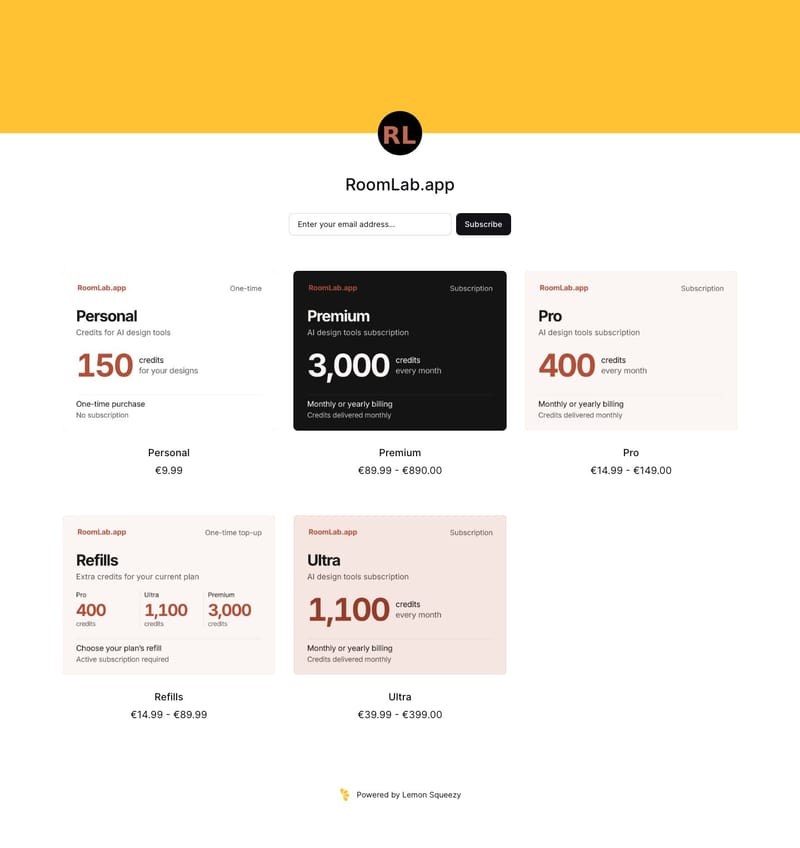 RL
RoomLab.app
Enter your email address...
Subscribe
RoomLab.app One-time
Personal
Credits for AI design tools
150 credits
for your designs
One-time purchase
No subscription
Personal
€9.99
RoomLab.app Subscription
Premium
AI design tools subscription
3,000 credits
every month
Monthly or yearly billing
Credits delivered monthly
Premium
€89.99 - €890.00
RoomLab.app Subscription
Pro
AI design tools subscription
400 credits
every month
Monthly or yearly billing
Credits delivered monthly
Pro
€14.99 - €149.00
RoomLab.app One-time top-up
Refills
Extra credits for your current plan
Pro Ultra Premium
400 1,100 3,000
credits credits credits
Choose your plan's refill
Active subscription required
Refills
€14.99 - €89.99
RoomLab.app Subscription
Ultra
AI design tools subscription
1,100 credits
every month
Monthly or yearly billing
Credits delivered monthly
Ultra
€39.99 - €399.00
Powered by Lemon Squeezy